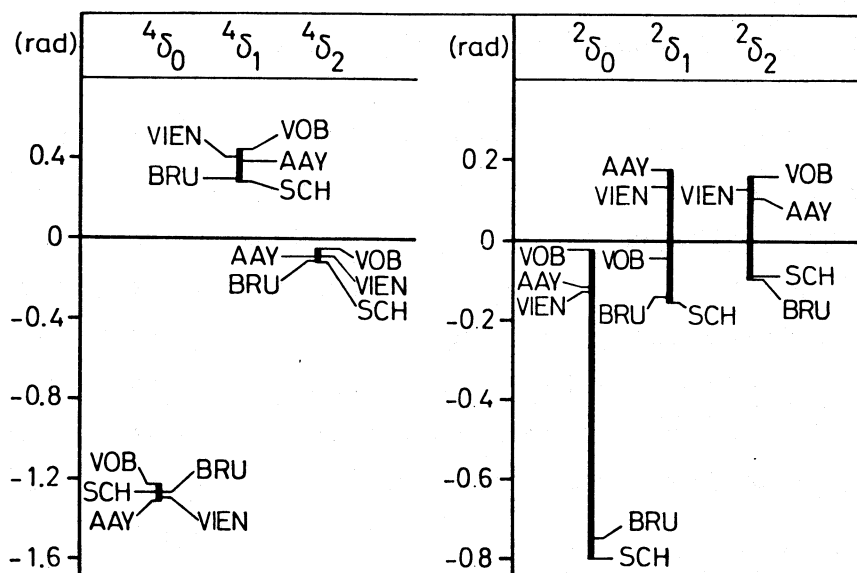 (rad) ⁴δ₀ ⁴δ₁ ⁴δ₂
VIEN VOB
0.4 AAY
BRU SCH
0
AAY VOB
BRU VIEN
SCH
-0.4
-0.8
VOB BRU
-1.2
SCH
AAY VIEN
-1.6
(rad) ²δ₀ ²δ₁ ²δ₂
0.2 AAY VOB
VIEN VIEN
AAY
0
VOB VOB
AAY SCH
VIEN BRU SCH BRU
-0.2
-0.4
-0.6
BRU
-0.8 SCH